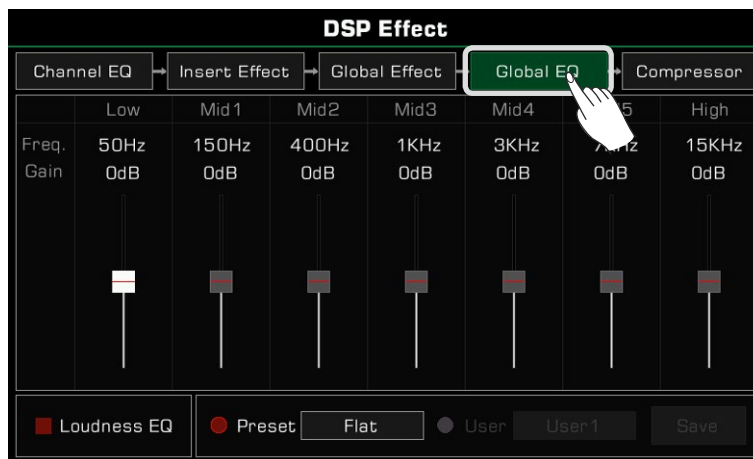 DSP Effect
Channel EQ Insert Effect Global Effect Global EQ Compressor
Low Mid1 Mid2 Mid3 Mid4 High
Freq. 50Hz 150Hz 400Hz 1KHz 3KHz 15KHz
Gain 0dB 0dB 0dB 0dB 0dB 0dB 0dB
Loudness EQ Preset Flat User User1 Save